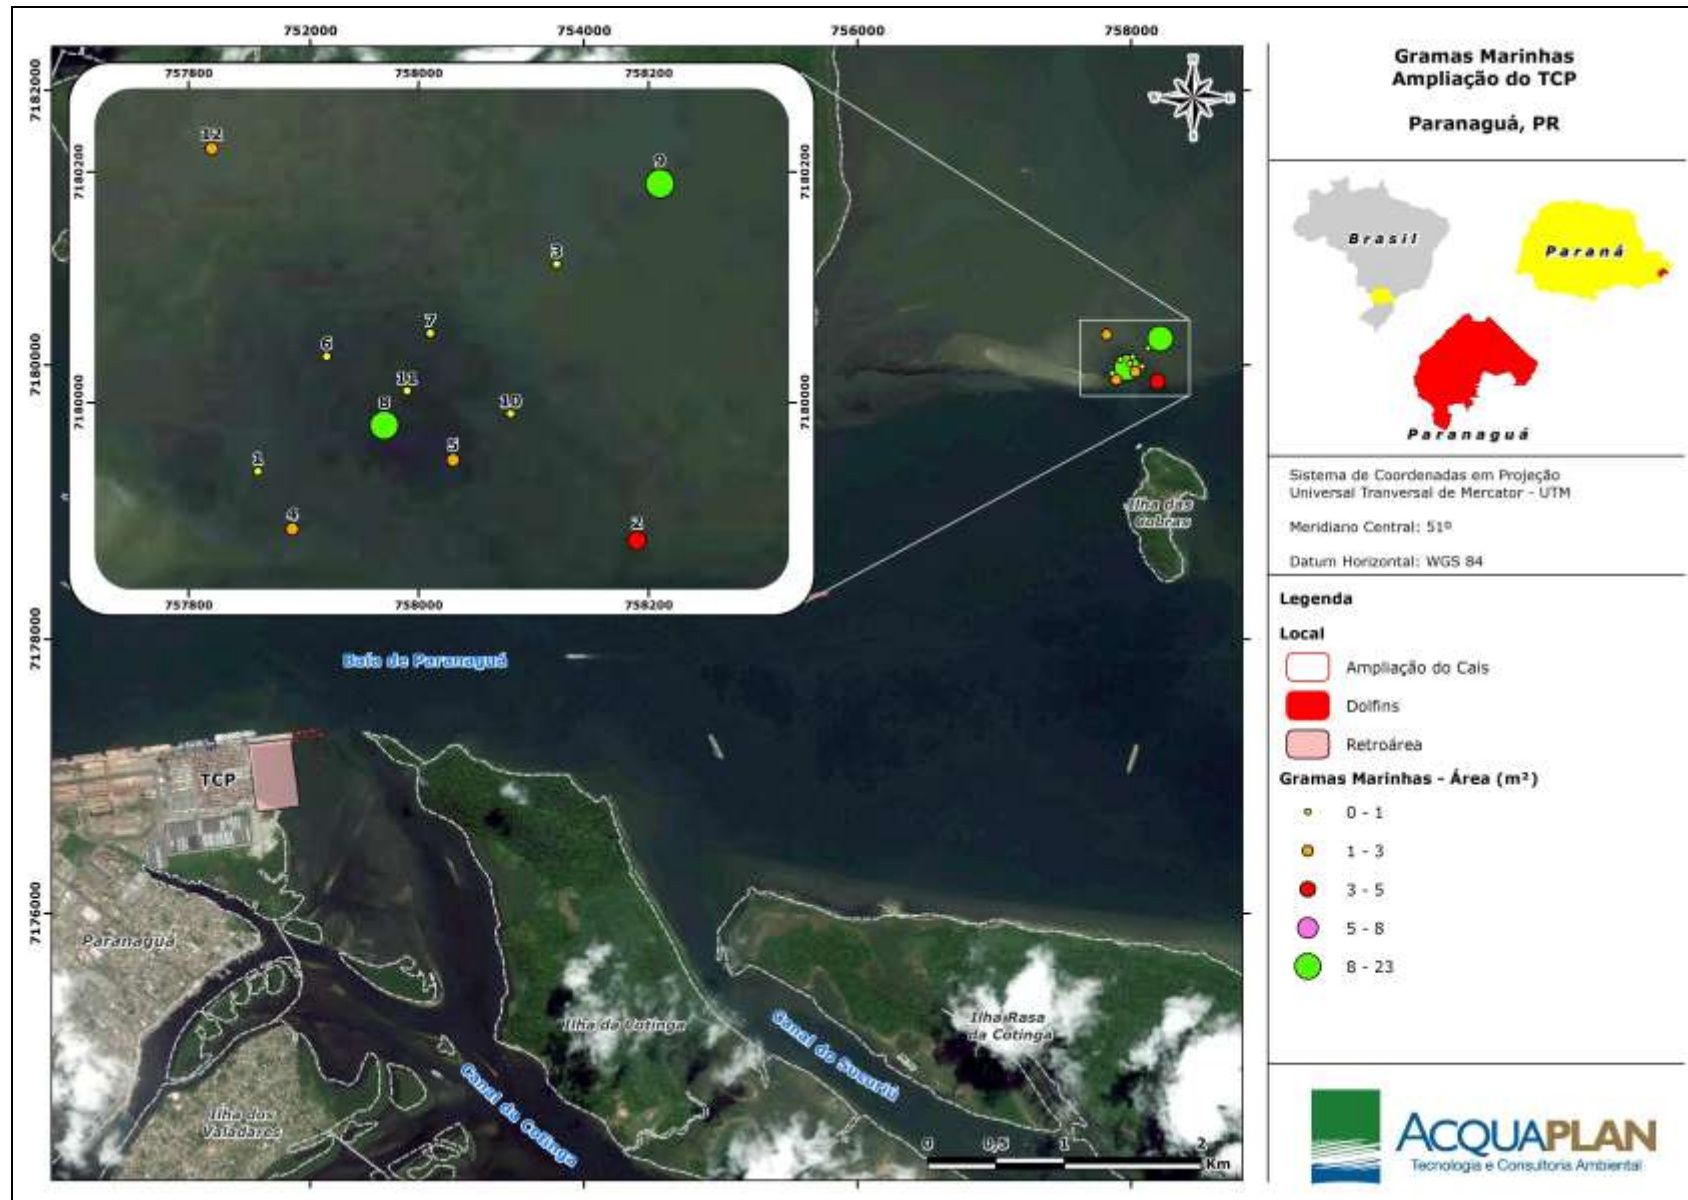 752000
754000
756000
758000
7182000
7180000
7178000
7176000
757800
758000
758200
7180200
7180000
7180200
7180000
12
9
3
7
6
11
8
10
5
1
4
2
757800
758000
758200
N
Ilha das
Cobras
Baía de Paranaguá
TCP
Paranaguá
Ilha da Cotinga
Ilha Rasa
da Cotinga
Canal do Sucuriú
Canal da Cotinga
Ilha dos
Valadares
0 0,5 1 2
Km
Gramas Marinhas
Ampliação do TCP
Paranaguá, PR
Brasil
Paraná
Paranaguá
Sistema de Coordenadas em Projeção
Universal Tranversal de Mercator - UTM
Meridiano Central: 51º
Datum Horizontal: WGS 84
Legenda
Local
Ampliação do Cais
Dolfins
Retroárea
Gramas Marinhas - Área (m²)
0 - 1
1 - 3
3 - 5
5 - 8
8 - 23
ACQUAPLAN
Tecnologia e Consultoria Ambiental